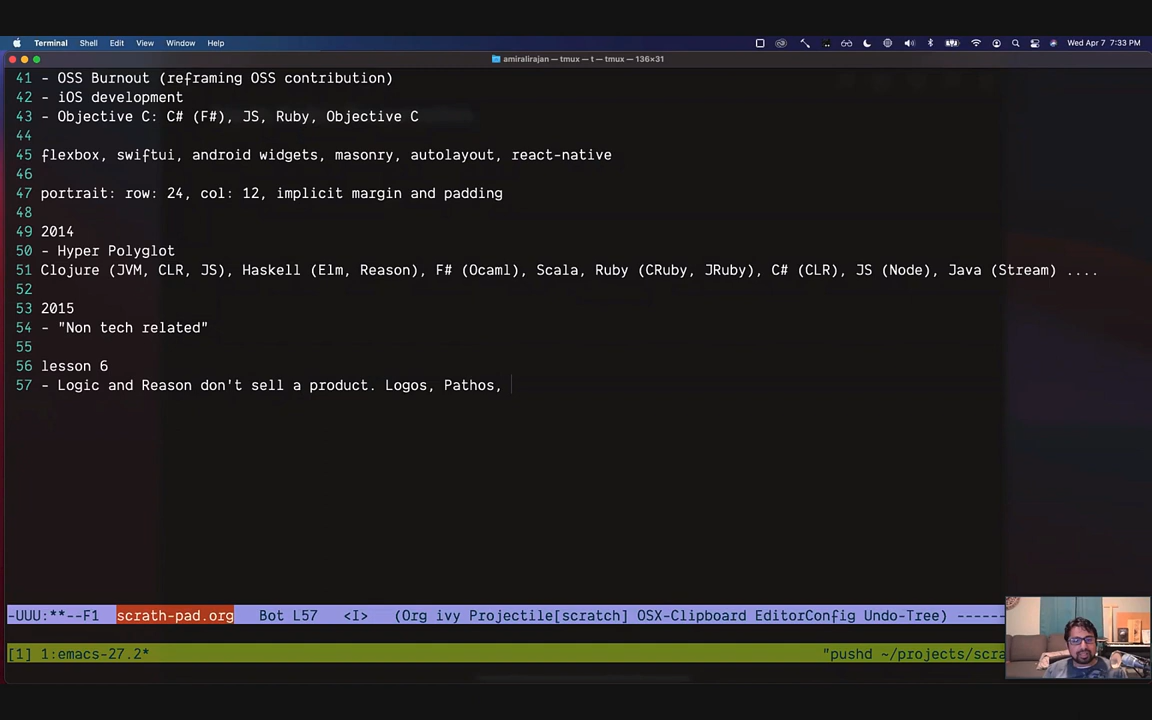 Terminal Shell Edit View Window Help Wed Apr 7 7:33 PM
amiralirajan — tmux — t — tmux — 136×31
41 - OSS Burnout (reframing OSS contribution)
42 - iOS development
43 - Objective C: C# (F#), JS, Ruby, Objective C
44
45 flexbox, swiftui, android widgets, masonry, autolayout, react-native
46
47 portrait: row: 24, col: 12, implicit margin and padding
48
49 2014
50 - Hyper Polyglot
51 Clojure (JVM, CLR, JS), Haskell (Elm, Reason), F# (Ocaml), Scala, Ruby (CRuby, JRuby), C# (CLR), JS (Node), Java (Stream) ....
52
53 2015
54 - "Non tech related"
55
56 lesson 6
57 - Logic and Reason don't sell a product. Logos, Pathos,
-UUU:**--F1 scrath-pad.org Bot L57 <I> (Org ivy Projectile[scratch] OSX-Clipboard EditorConfig Undo-Tree) ------
[1] 1:emacs-27.2* "pushd ~/projects/scra